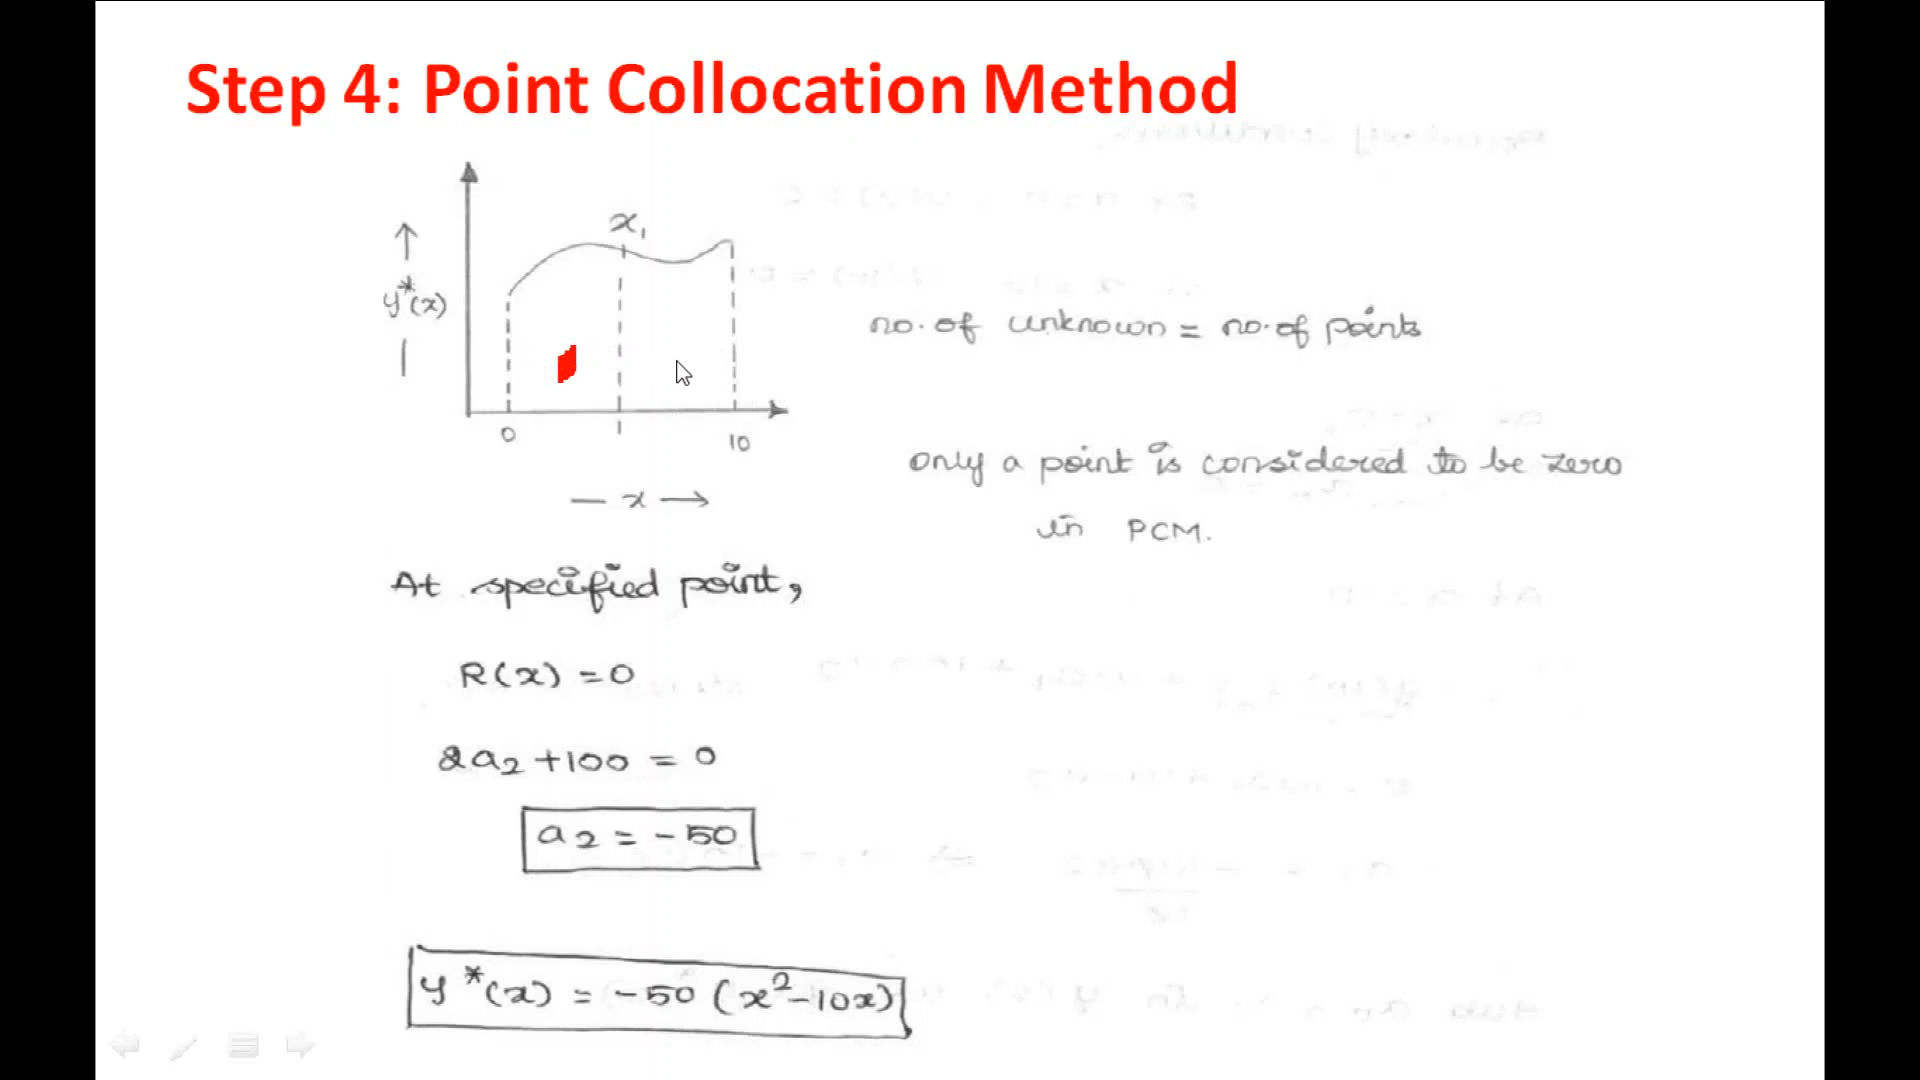 Step 4: Point Collocation Method
x₁
y*(x)
0
1
10
x
no. of unknown = no. of points
only a point is considered to be zero
in PCM.
At specified point,
R(x) = 0
2a₂ + 100 = 0
a₂ = -50
y*(x) = -50 (x² - 10x)